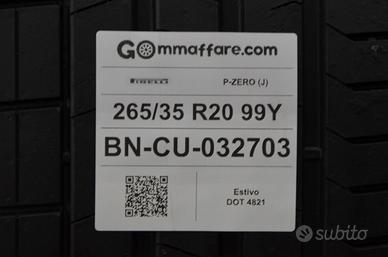 GOmmaffare.com
PIRELLI
P-ZERO (J)
265/35 R20 99Y
BN-CU-032703
Estivo
DOT 4821
subito